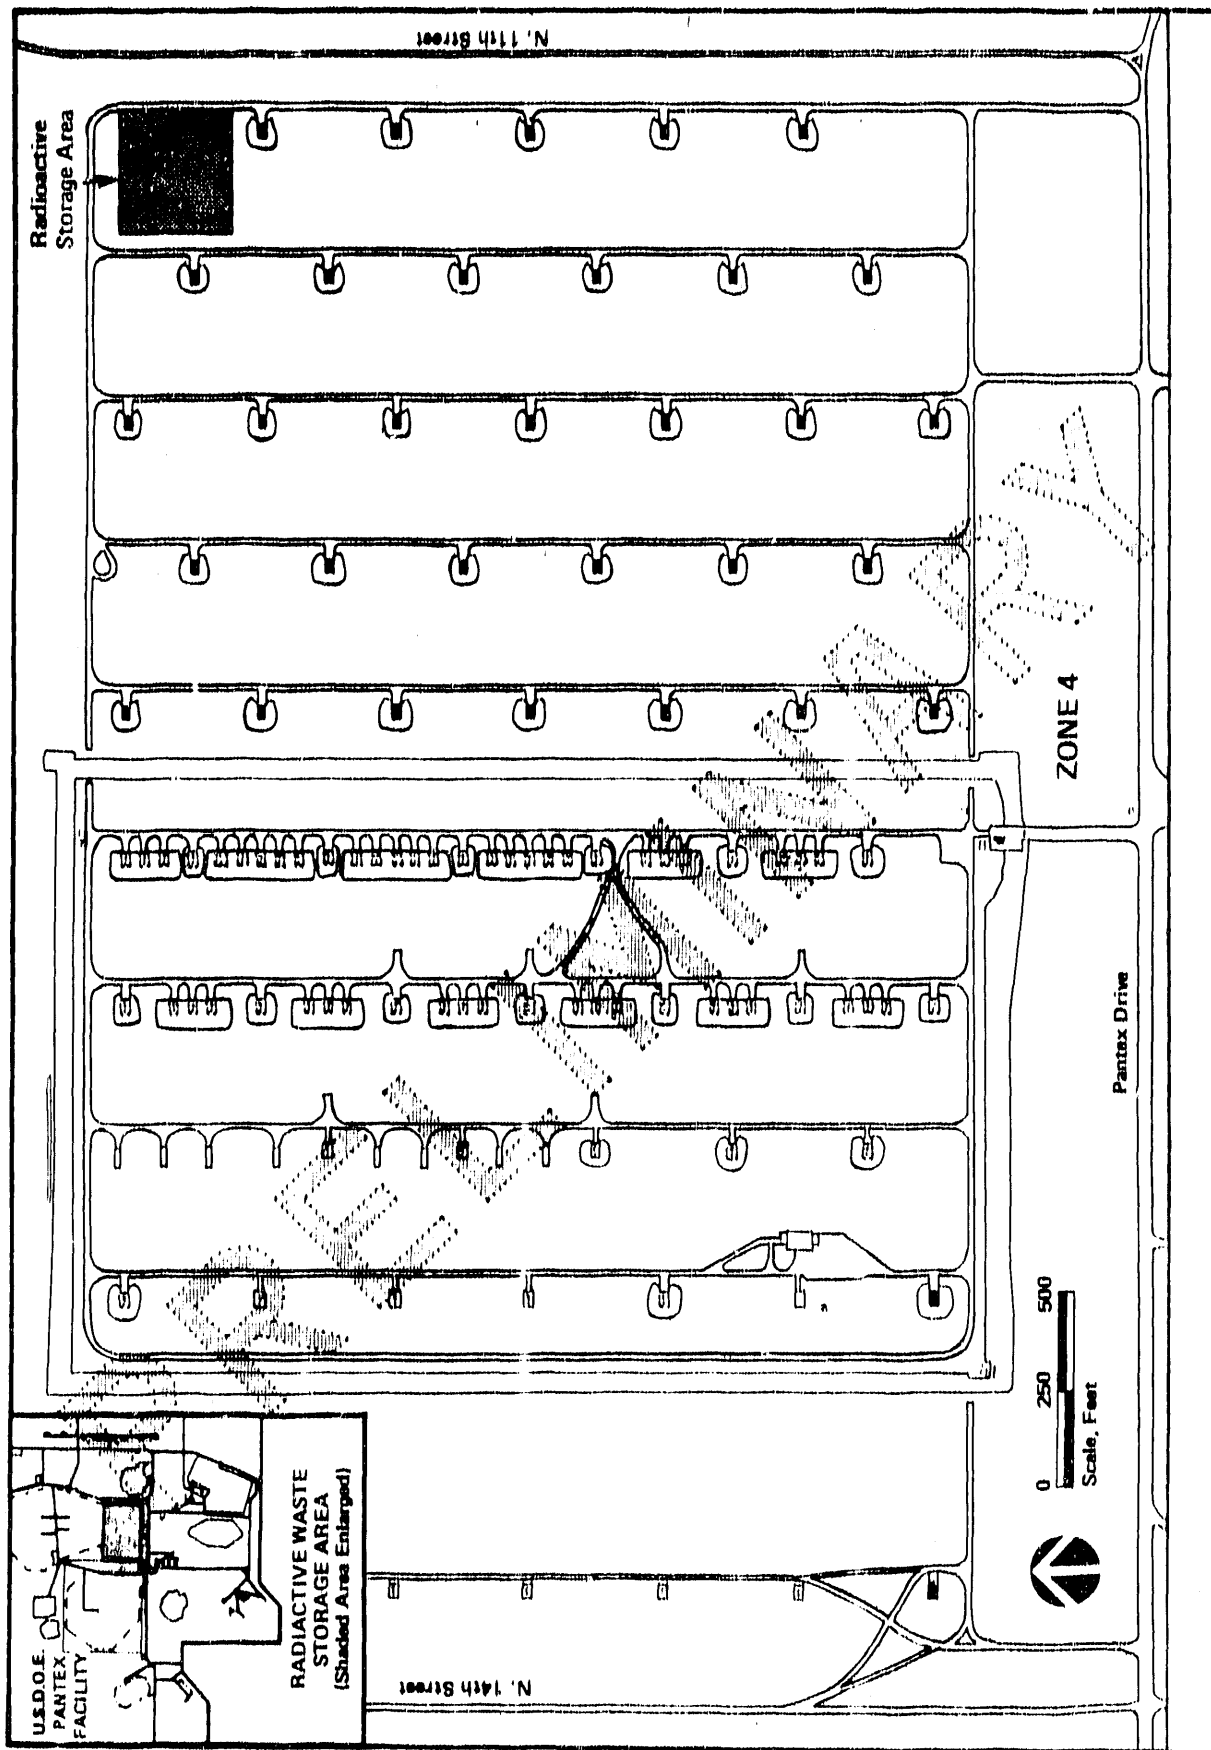 N. 11th Street
Radioactive
Storage Area
ZONE 4
Pantex Drive
0 250 500
Scale, Feet
U.S.D.O.E.
PANTEX
FACILITY
RADIACTIVE WASTE
STORAGE AREA
(Shaded Area Enlarged)
N. 14th Street
PRELIMINARY